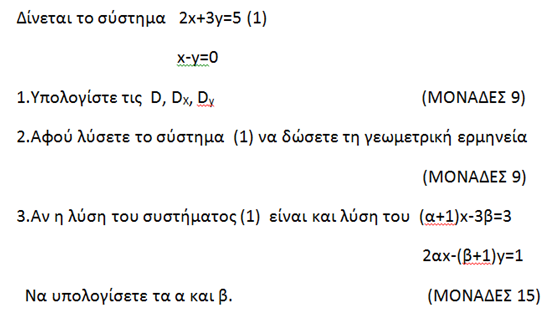 Δίνεται το σύστημα 2x+3y=5 (1)
x-y=0
1.Υπολογίστε τις D, Dx, Dy (ΜΟΝΑΔΕΣ 9)
2.Αφού λύσετε το σύστημα (1) να δώσετε τη γεωμετρική ερμηνεία
(ΜΟΝΑΔΕΣ 9)
3.Αν η λύση του συστήματος (1) είναι και λύση του (α+1)x-3β=3
2αx-(β+1)y=1
Να υπολογίσετε τα α και β. (ΜΟΝΑΔΕΣ 15)